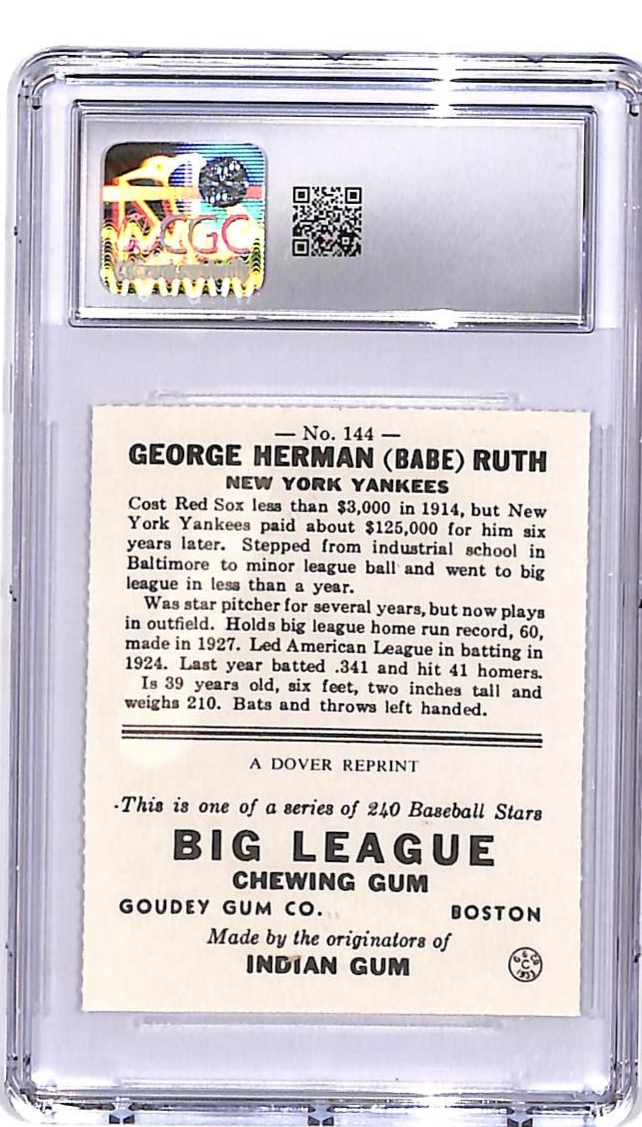 CGC
— No. 144 —
GEORGE HERMAN (BABE) RUTH
NEW YORK YANKEES
Cost Red Sox less than $3,000 in 1914, but New
York Yankees paid about $125,000 for him six
years later. Stepped from industrial school in
Baltimore to minor league ball and went to big
league in less than a year.
Was star pitcher for several years, but now plays
in outfield. Holds big league home run record, 60,
made in 1927. Led American League in batting in
1924. Last year batted .341 and hit 41 homers.
Is 39 years old, six feet, two inches tall and
weighs 210. Bats and throws left handed.
A DOVER REPRINT
This is one of a series of 240 Baseball Stars
BIG LEAGUE
CHEWING GUM
GOUDEY GUM CO. BOSTON
Made by the originators of
INDIAN GUM
G. G. Co.
C
1933